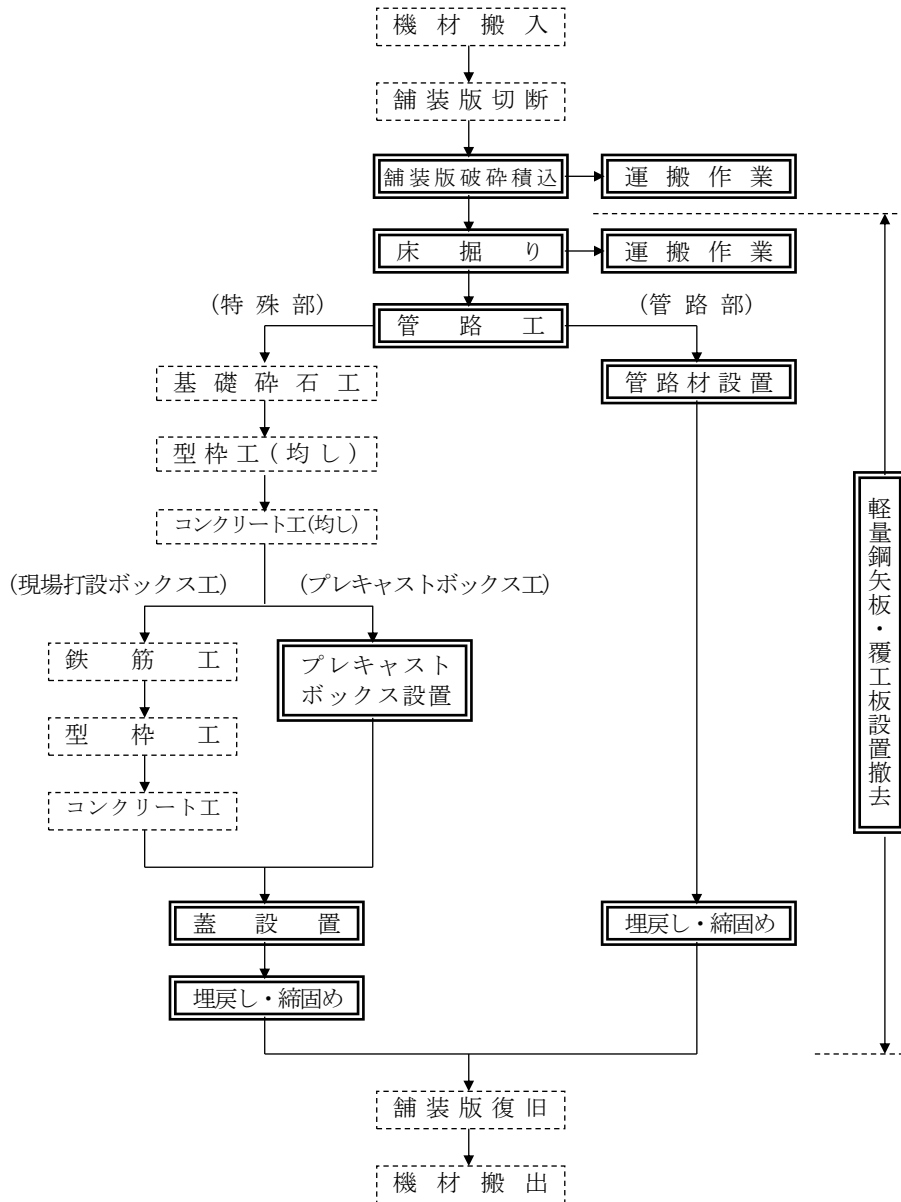 機材搬入
舗装版切断
舗装版破砕積込
運搬作業
床掘り
運搬作業
(特殊部)
(管路部)
管路工
基礎砕石工
管路材設置
型枠工(均し)
コンクリート工(均し)
(現場打設ボックス工)
(プレキャストボックス工)
鉄筋工
プレキャスト
ボックス設置
型枠工
コンクリート工
軽量鋼矢板・覆工板設置撤去
蓋設置
埋戻し・締固め
埋戻し・締固め
舗装版復旧
機材搬出